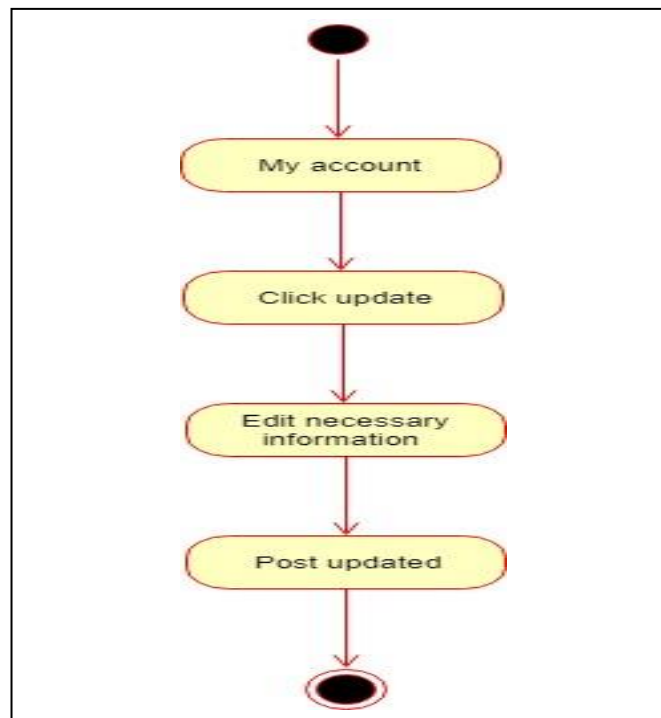 My account
Click update
Edit necessary
information
Post updated